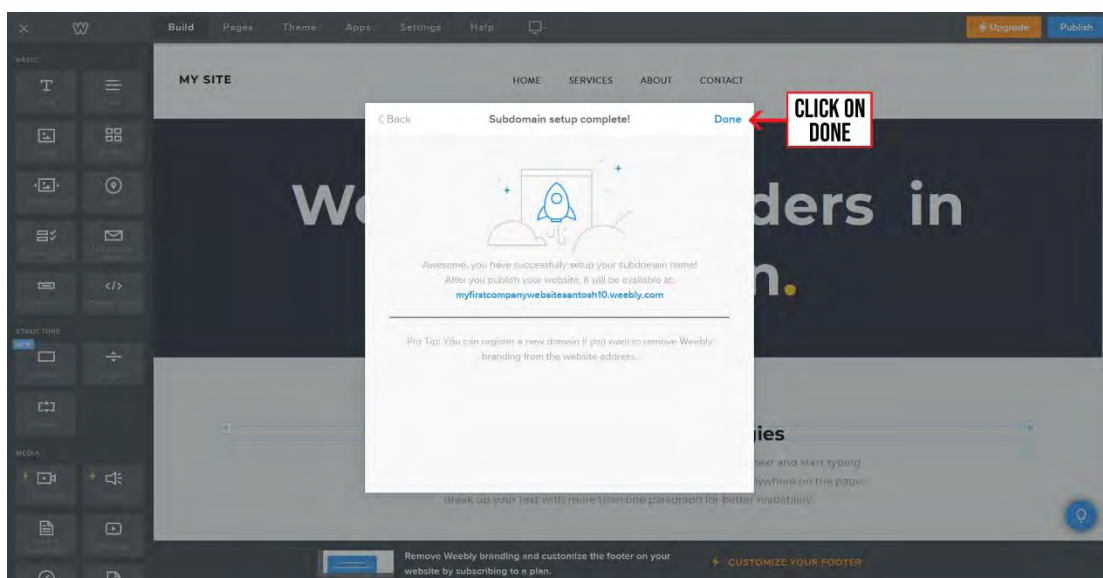 Build Pages Theme Apps Settings Help Upgrade Publish
BASIC
MY SITE
HOME SERVICES ABOUT CONTACT
CLICK ON
DONE
< Back Subdomain setup complete! Done
ders in
Awesome, you have successfully setup your subdomain name!
After you publish your website, it will be available at:
myfirstcompanywebsitesantosh10.weebly.com
n.
STRUCTURE
NEW
Pro Tip: You can register a new domain if you want to remove Weebly
branding from the website address.
MEDIA
gies
text and start typing
ywhere on the page.
Break up your text with more than one paragraph for better readability.
Remove Weebly branding and customize the footer on your
website by subscribing to a plan.
CUSTOMIZE YOUR FOOTER